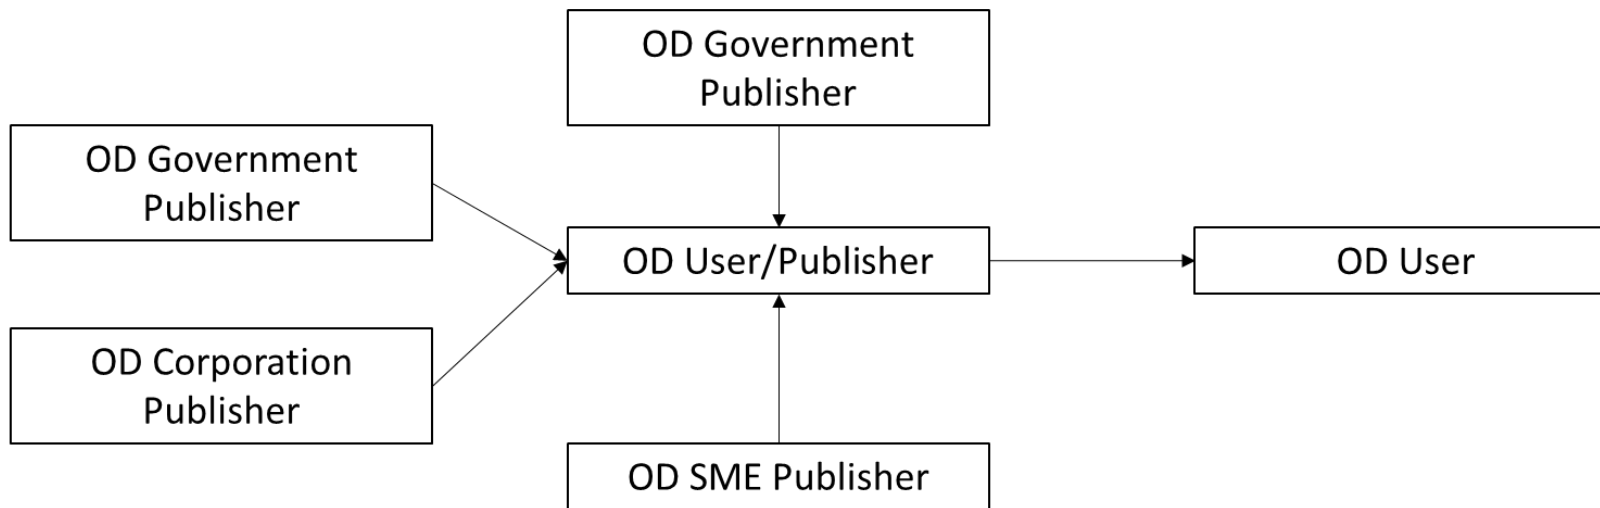 OD Government
Publisher
OD Government
Publisher
OD User/Publisher
OD User
OD Corporation
Publisher
OD SME Publisher